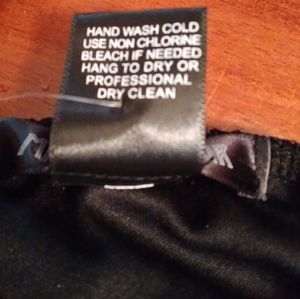 HAND WASH COLD
USE NON CHLORINE
BLEACH IF NEEDED
HANG TO DRY OR
PROFESSIONAL
DRY CLEAN